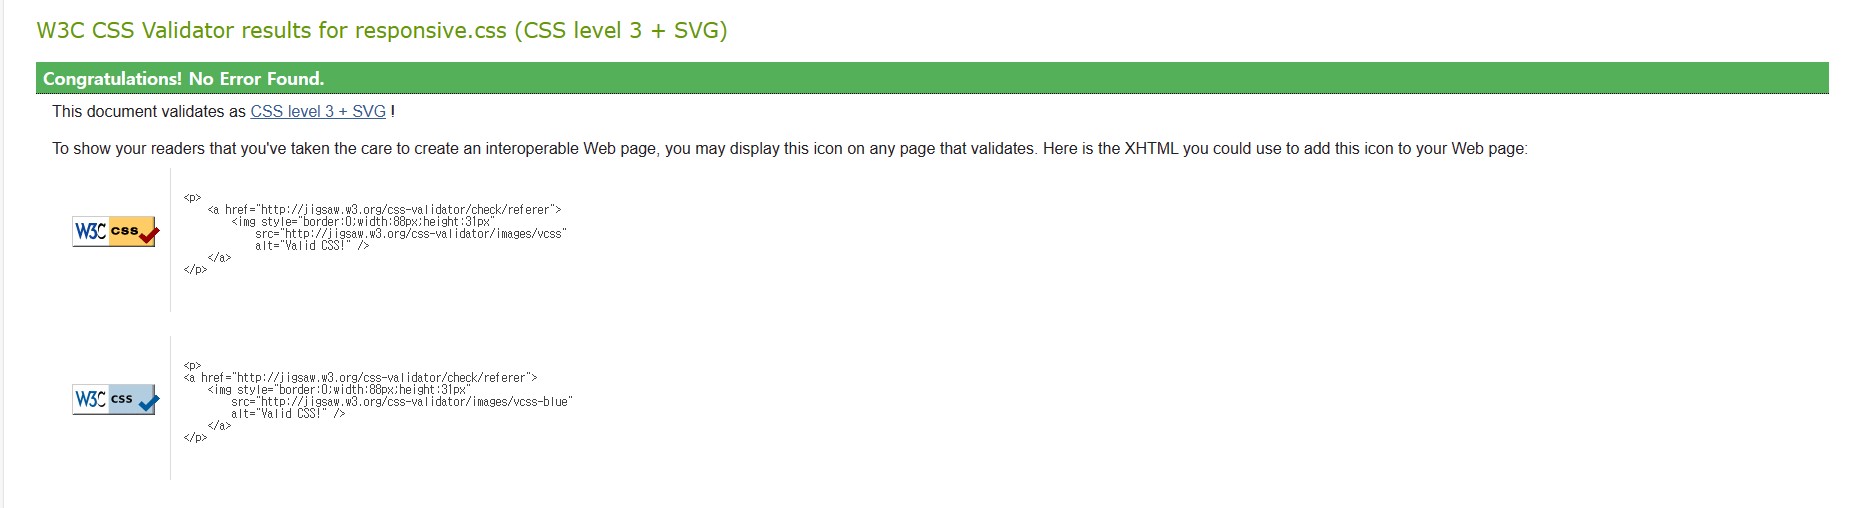 W3C CSS Validator results for responsive.css (CSS level 3 + SVG)
Congratulations! No Error Found.
This document validates as CSS level 3 + SVG !
To show your readers that you've taken the care to create an interoperable Web page, you may display this icon on any page that validates. Here is the XHTML you could use to add this icon to your Web page:
W3C css
<p>
<a href="http://jigsaw.w3.org/css-validator/check/referer">
<img style="border:0;width:88px;height:31px"
src="http://jigsaw.w3.org/css-validator/images/vcss"
alt="Valid CSS!" />
</a>
</p>
W3C css
<p>
<a href="http://jigsaw.w3.org/css-validator/check/referer">
<img style="border:0;width:88px;height:31px"
src="http://jigsaw.w3.org/css-validator/images/vcss-blue"
alt="Valid CSS!" />
</a>
</p>